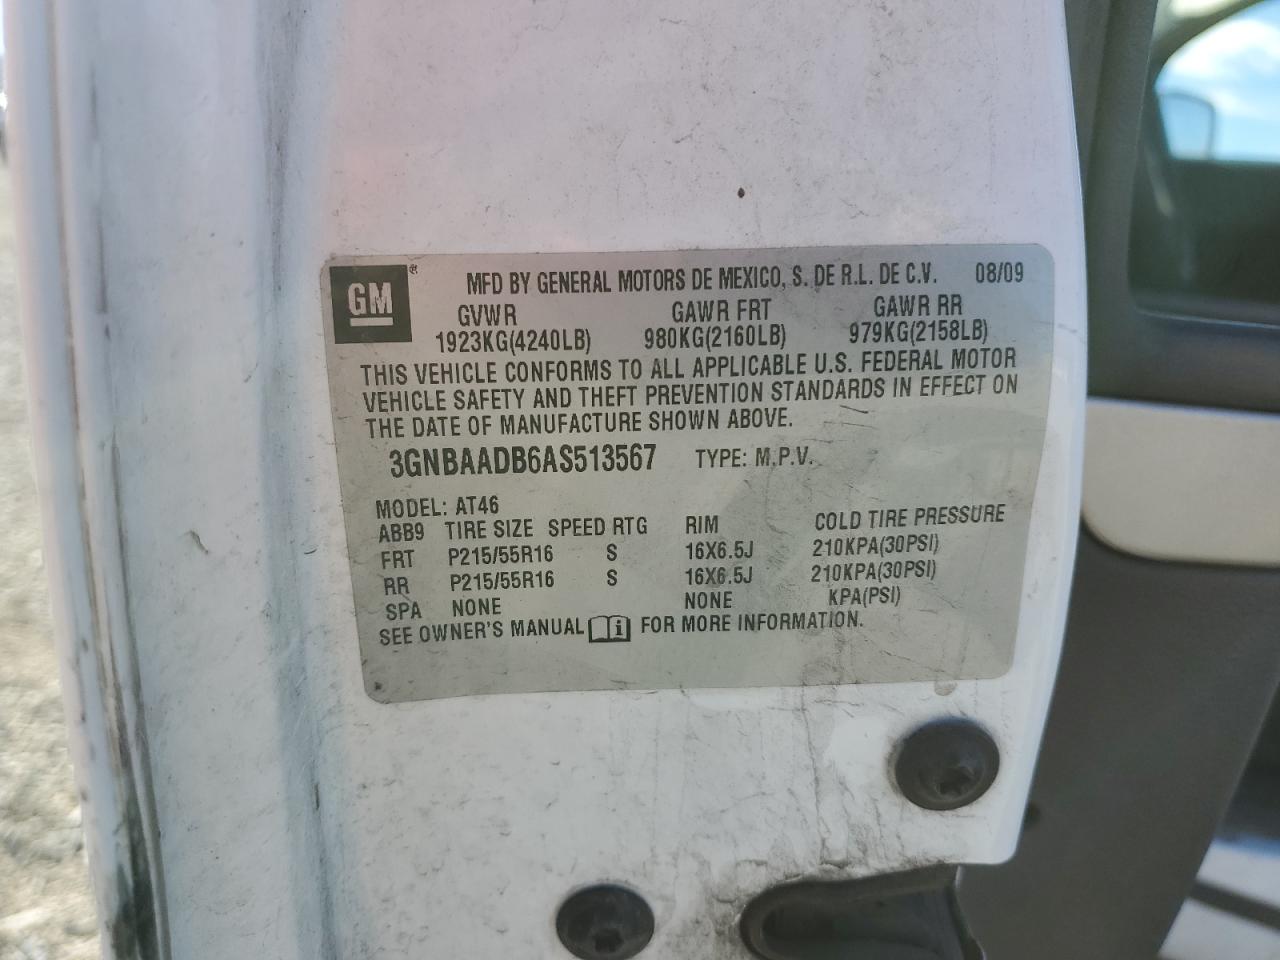 GM®
MFD BY GENERAL MOTORS DE MEXICO, S. DE R.L. DE C.V. 08/09
GVWR GAWR FRT GAWR RR
1923KG(4240LB) 980KG(2160LB) 979KG(2158LB)
THIS VEHICLE CONFORMS TO ALL APPLICABLE U.S. FEDERAL MOTOR
VEHICLE SAFETY AND THEFT PREVENTION STANDARDS IN EFFECT ON
THE DATE OF MANUFACTURE SHOWN ABOVE.
3GNBAADB6AS513567 TYPE: M.P.V.
MODEL: AT46
ABB9 TIRE SIZE SPEED RTG RIM COLD TIRE PRESSURE
FRT P215/55R16 S 16X6.5J 210KPA(30PSI)
RR P215/55R16 S 16X6.5J 210KPA(30PSI)
SPA NONE NONE KPA(PSI)
SEE OWNER'S MANUAL FOR MORE INFORMATION.